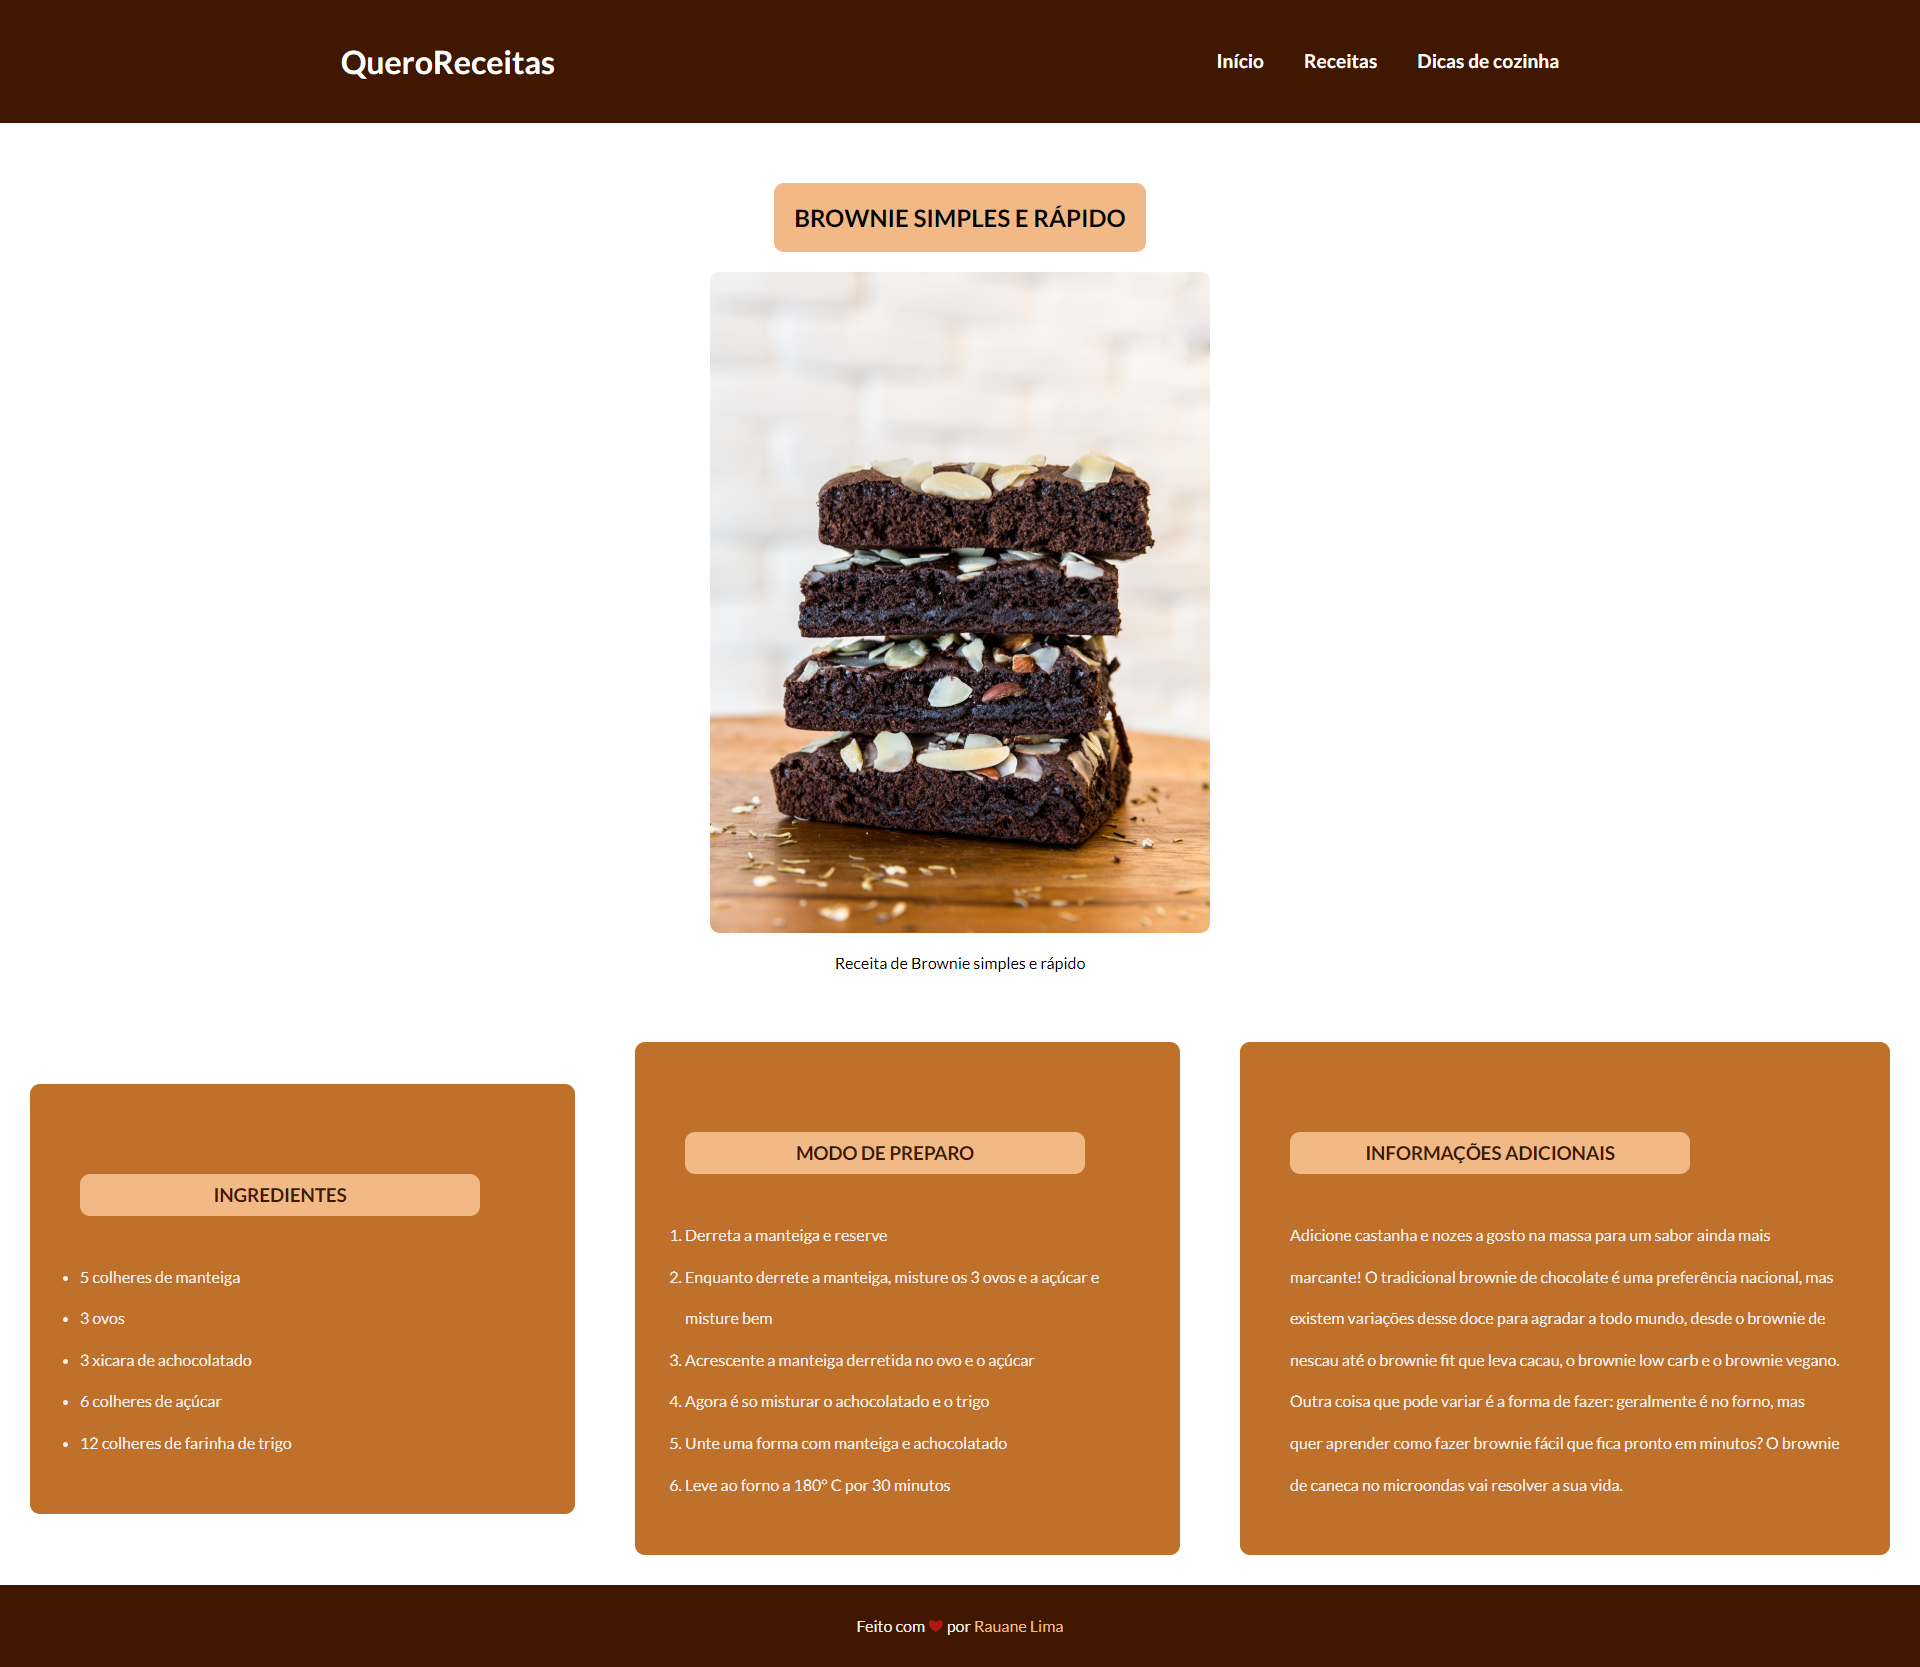 QueroReceitas
Início
Receitas
Dicas de cozinha
BROWNIE SIMPLES E RÁPIDO
Receita de Brownie simples e rápido
INGREDIENTES
• 5 colheres de manteiga
• 3 ovos
• 3 xicara de achocolatado
• 6 colheres de açúcar
• 12 colheres de farinha de trigo
MODO DE PREPARO
1. Derreta a manteiga e reserve
2. Enquanto derrete a manteiga, misture os 3 ovos e a açúcar e
misture bem
3. Acrescente a manteiga derretida no ovo e o açúcar
4. Agora é so misturar o achocolatado e o trigo
5. Unte uma forma com manteiga e achocolatado
6. Leve ao forno a 180° C por 30 minutos
INFORMAÇÕES ADICIONAIS
Adicione castanha e nozes a gosto na massa para um sabor ainda mais
marcante! O tradicional brownie de chocolate é uma preferência nacional, mas
existem variações desse doce para agradar a todo mundo, desde o brownie de
nescau até o brownie fit que leva cacau, o brownie low carb e o brownie vegano.
Outra coisa que pode variar é a forma de fazer: geralmente é no forno, mas
quer aprender como fazer brownie fácil que fica pronto em minutos? O brownie
de caneca no microondas vai resolver a sua vida.
Feito com ❤ por Rauane Lima